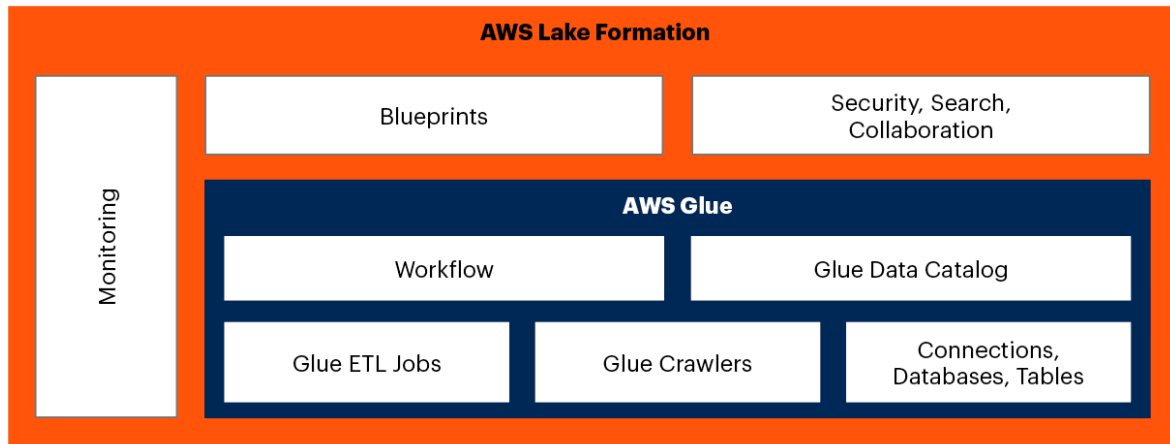 AWS Lake Formation
Monitoring
Blueprints
Security, Search,
Collaboration
AWS Glue
Workflow
Glue Data Catalog
Glue ETL Jobs
Glue Crawlers
Connections,
Databases, Tables